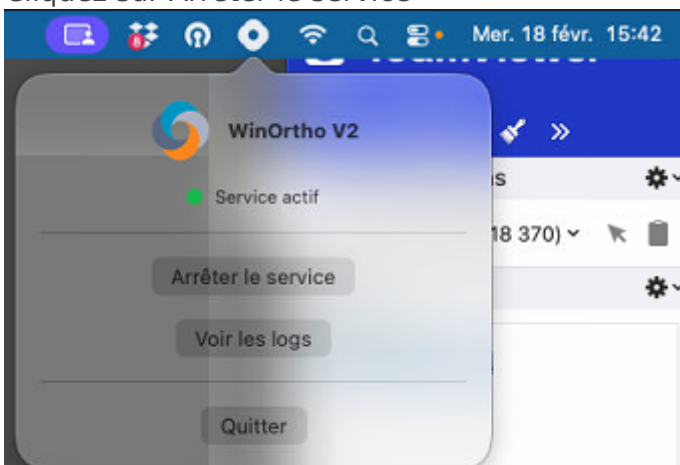 Mer. 18 févr. 15:42
WinOrtho V2
Service actif
18 370)
Arrêter le service
Voir les logs
Quitter